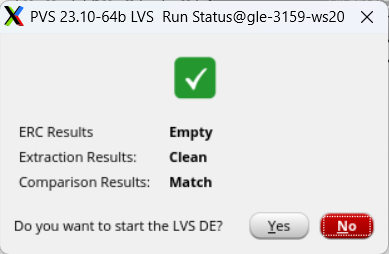 PVS 23.10-64b LVS  Run Status@gle-3159-ws20
ERC Results Empty
Extraction Results: Clean
Comparison Results: Match
Do you want to start the LVS DE? Yes No